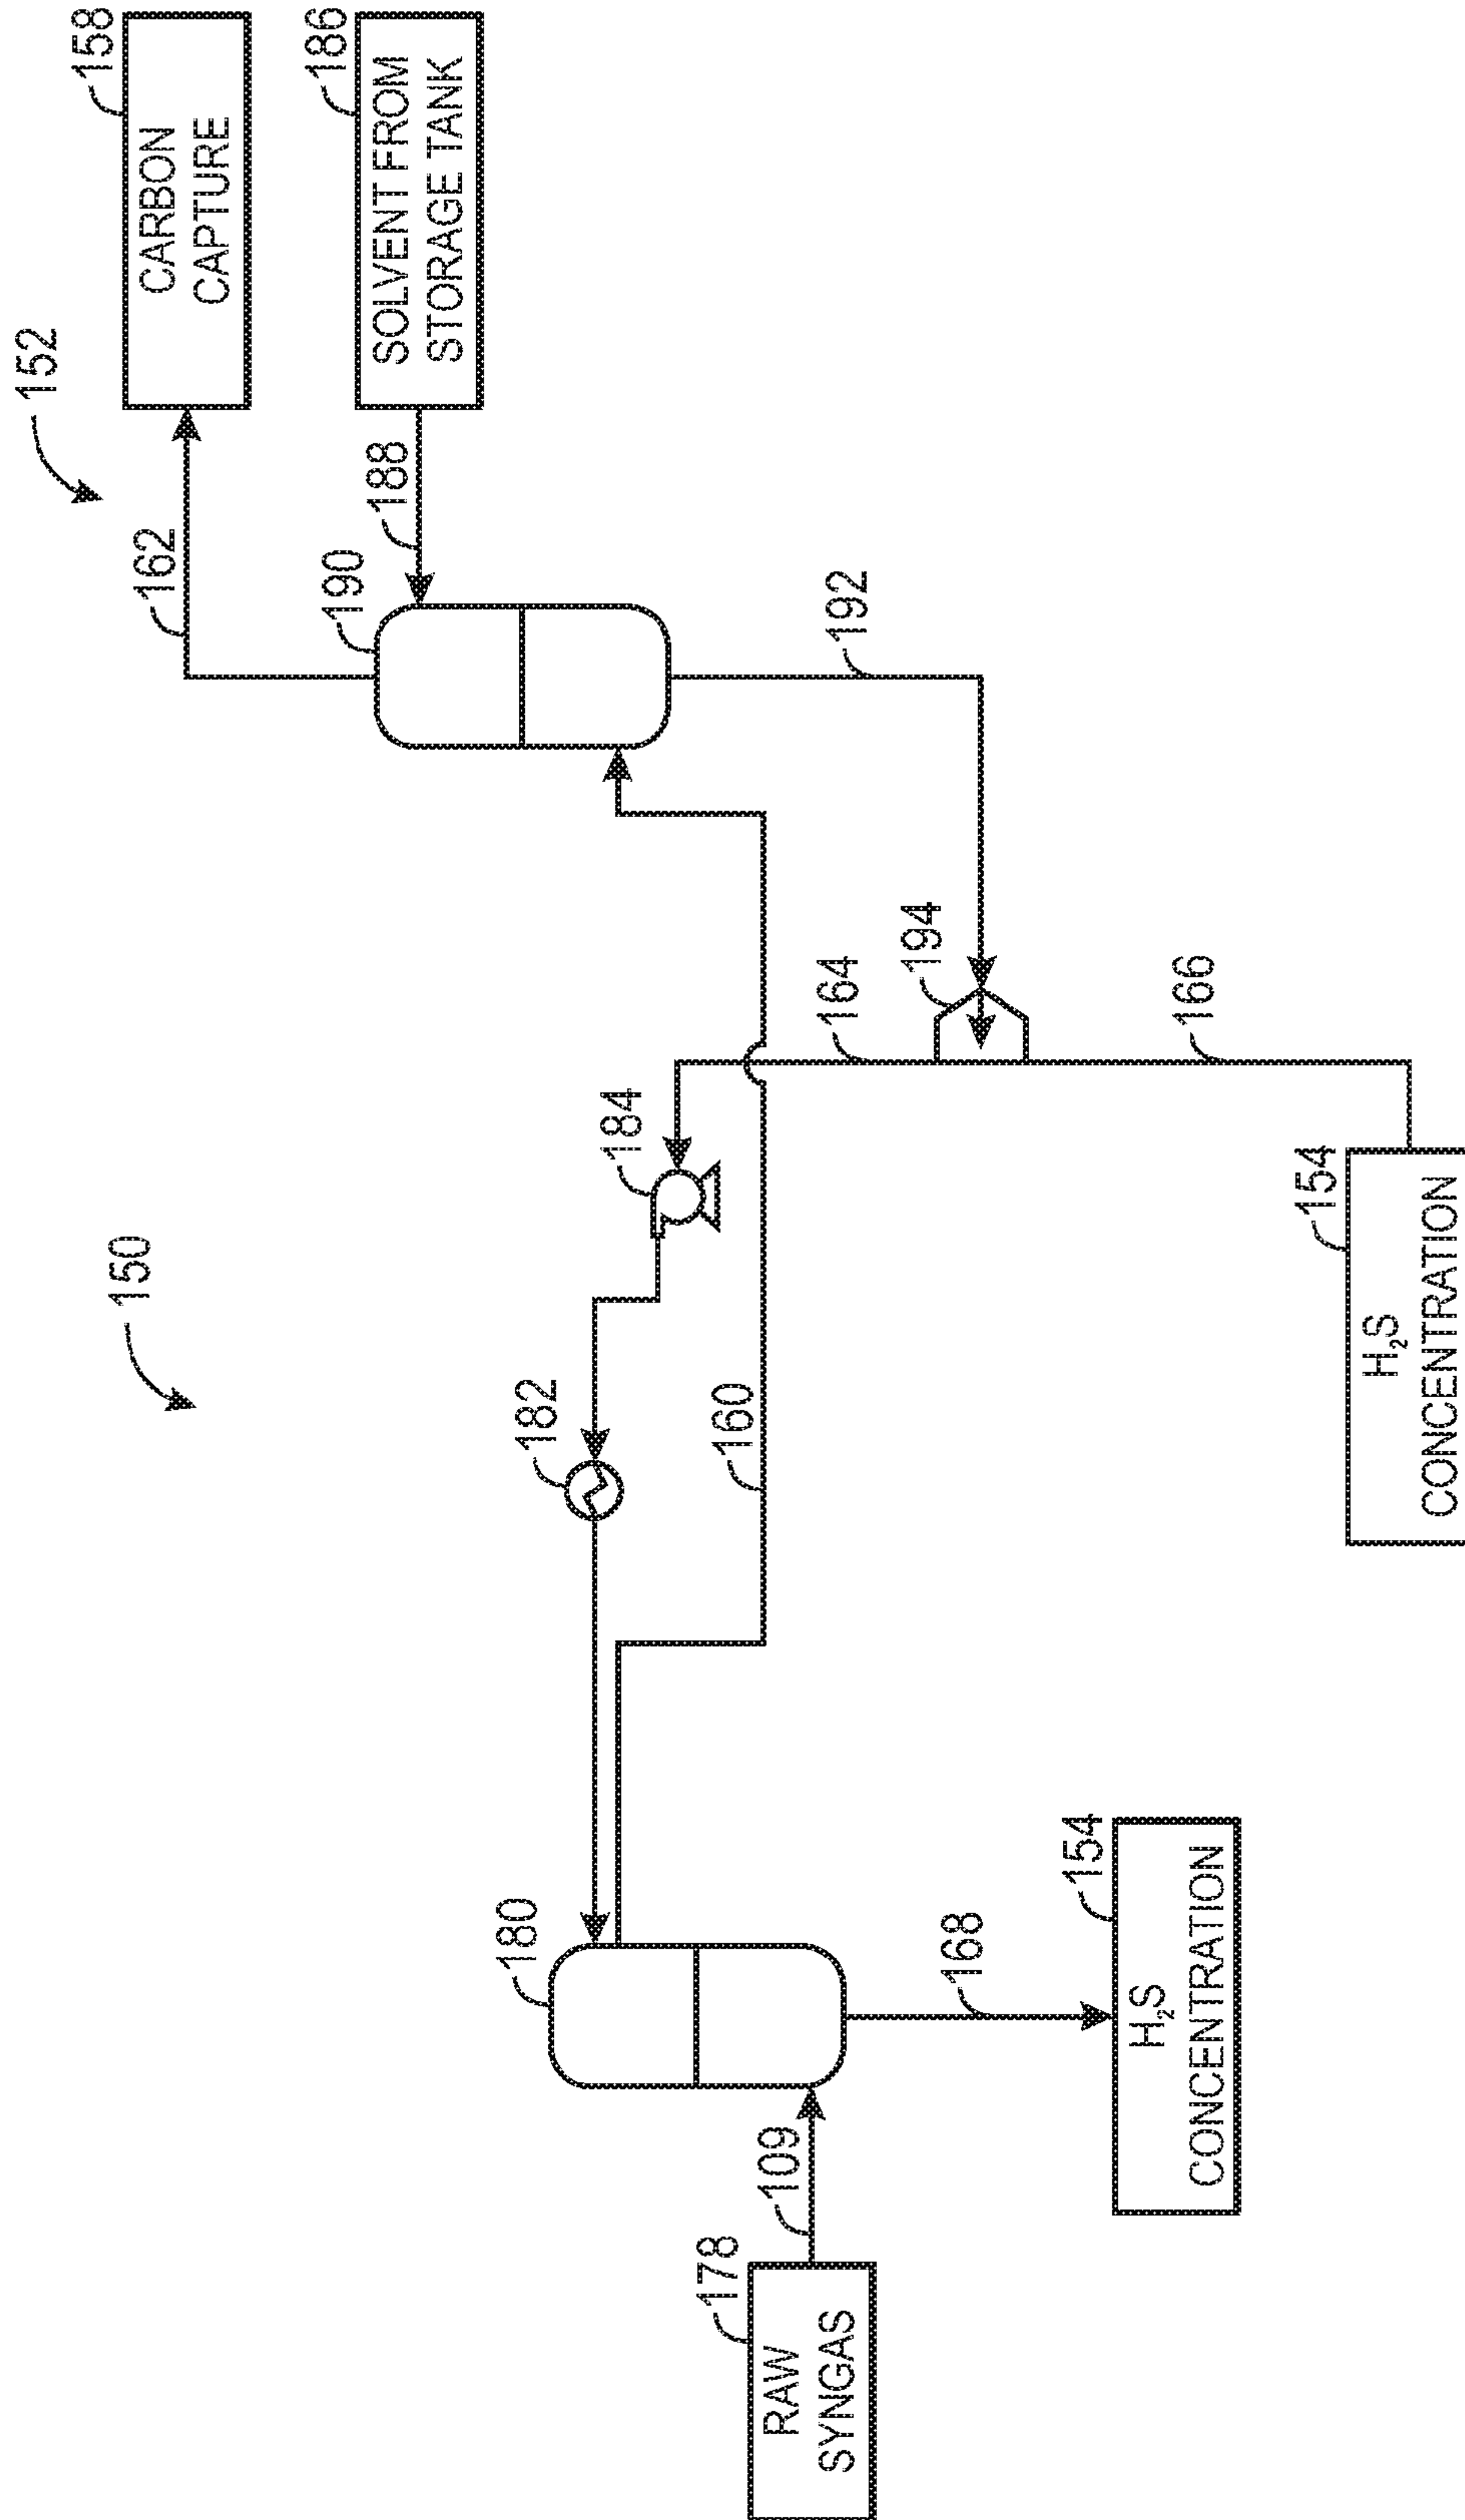 150
152
158
CARBON
CAPTURE
162
186
SOLVENT FROM
STORAGE TANK
188
190
192
194
164
166
184
182
160
180
154
H₂S
CONCENTRATION
168
154
H₂S
CONCENTRATION
109
178
RAW
SYNGAS